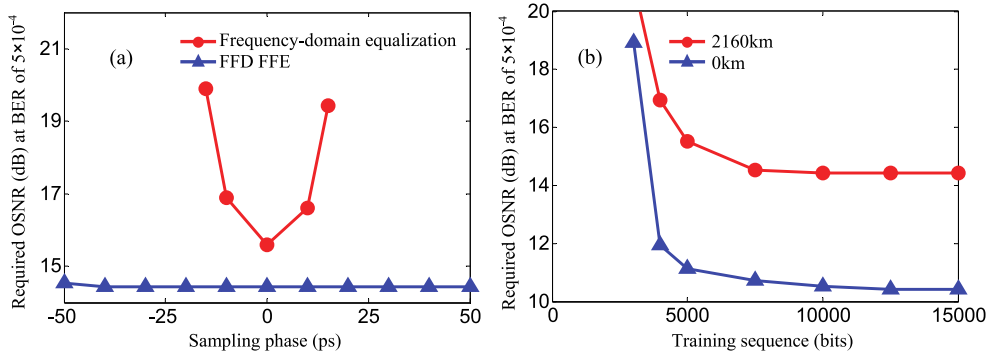 Required OSNR (dB) at BER of 5×10⁻⁴
21
19
17
15
-50
-25
0
25
50
Sampling phase (ps)
(a)
Frequency-domain equalization
FFD FFE
Required OSNR (dB) at BER of 5×10⁻⁴
20
18
16
14
12
10
0
5000
10000
15000
Training sequence (bits)
(b)
2160km
0km